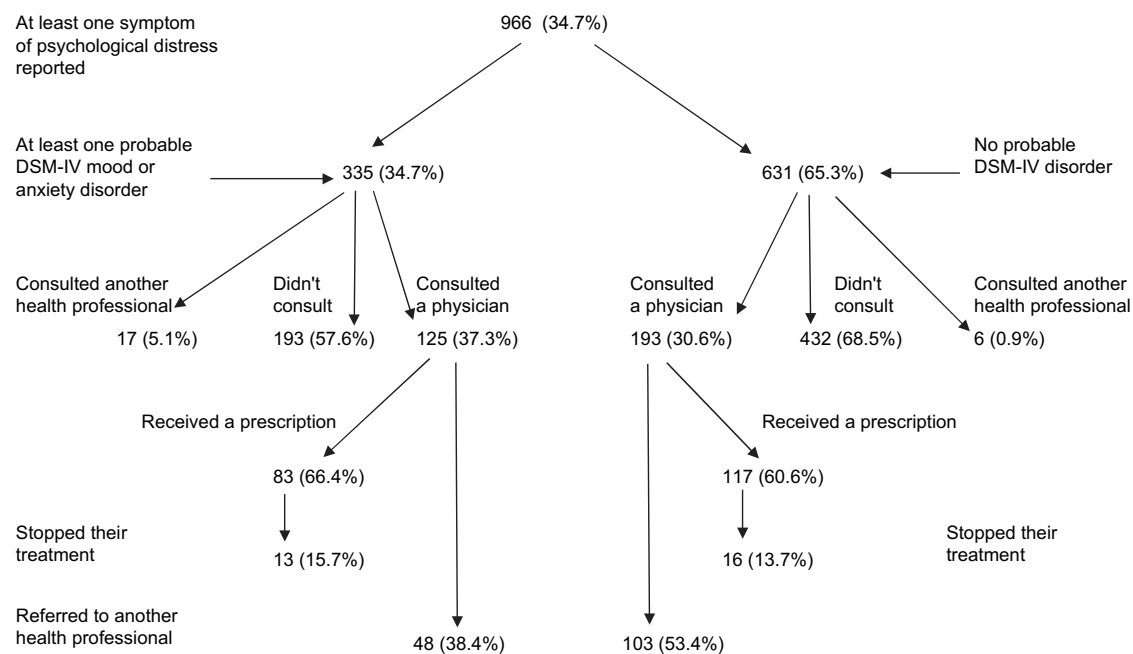 At least one symptom
of psychological distress
reported
966 (34.7%)
At least one probable
DSM-IV mood or
anxiety disorder
335 (34.7%)
631 (65.3%)
No probable
DSM-IV disorder
Consulted another
health professional
17 (5.1%)
Didn't
consult
193 (57.6%)
Consulted
a physician
125 (37.3%)
Consulted
a physician
193 (30.6%)
Didn't
consult
432 (68.5%)
Consulted another
health professional
6 (0.9%)
Received a prescription
83 (66.4%)
Received a prescription
117 (60.6%)
Stopped their
treatment
13 (15.7%)
16 (13.7%)
Stopped their
treatment
Referred to another
health professional
48 (38.4%)
103 (53.4%)